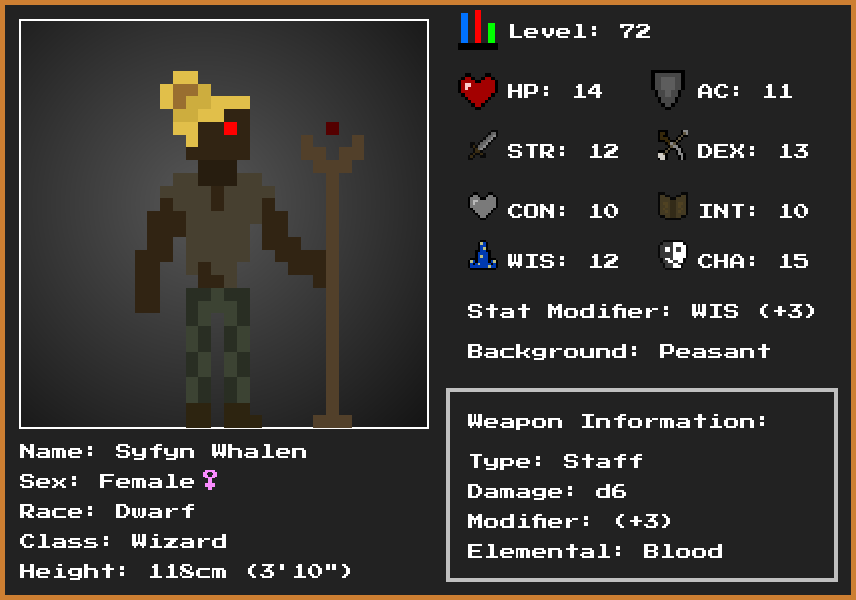 Level: 72
HP: 14
AC: 11
STR: 12
DEX: 13
CON: 10
INT: 10
WIS: 12
CHA: 15
Stat Modifier: WIS (+3)
Background: Peasant
Weapon Information:
Type: Staff
Damage: d6
Modifier: (+3)
Elemental: Blood
Name: Syfyn Whalen
Sex: Female♀
Race: Dwarf
Class: Wizard
Height: 118cm (3'10")